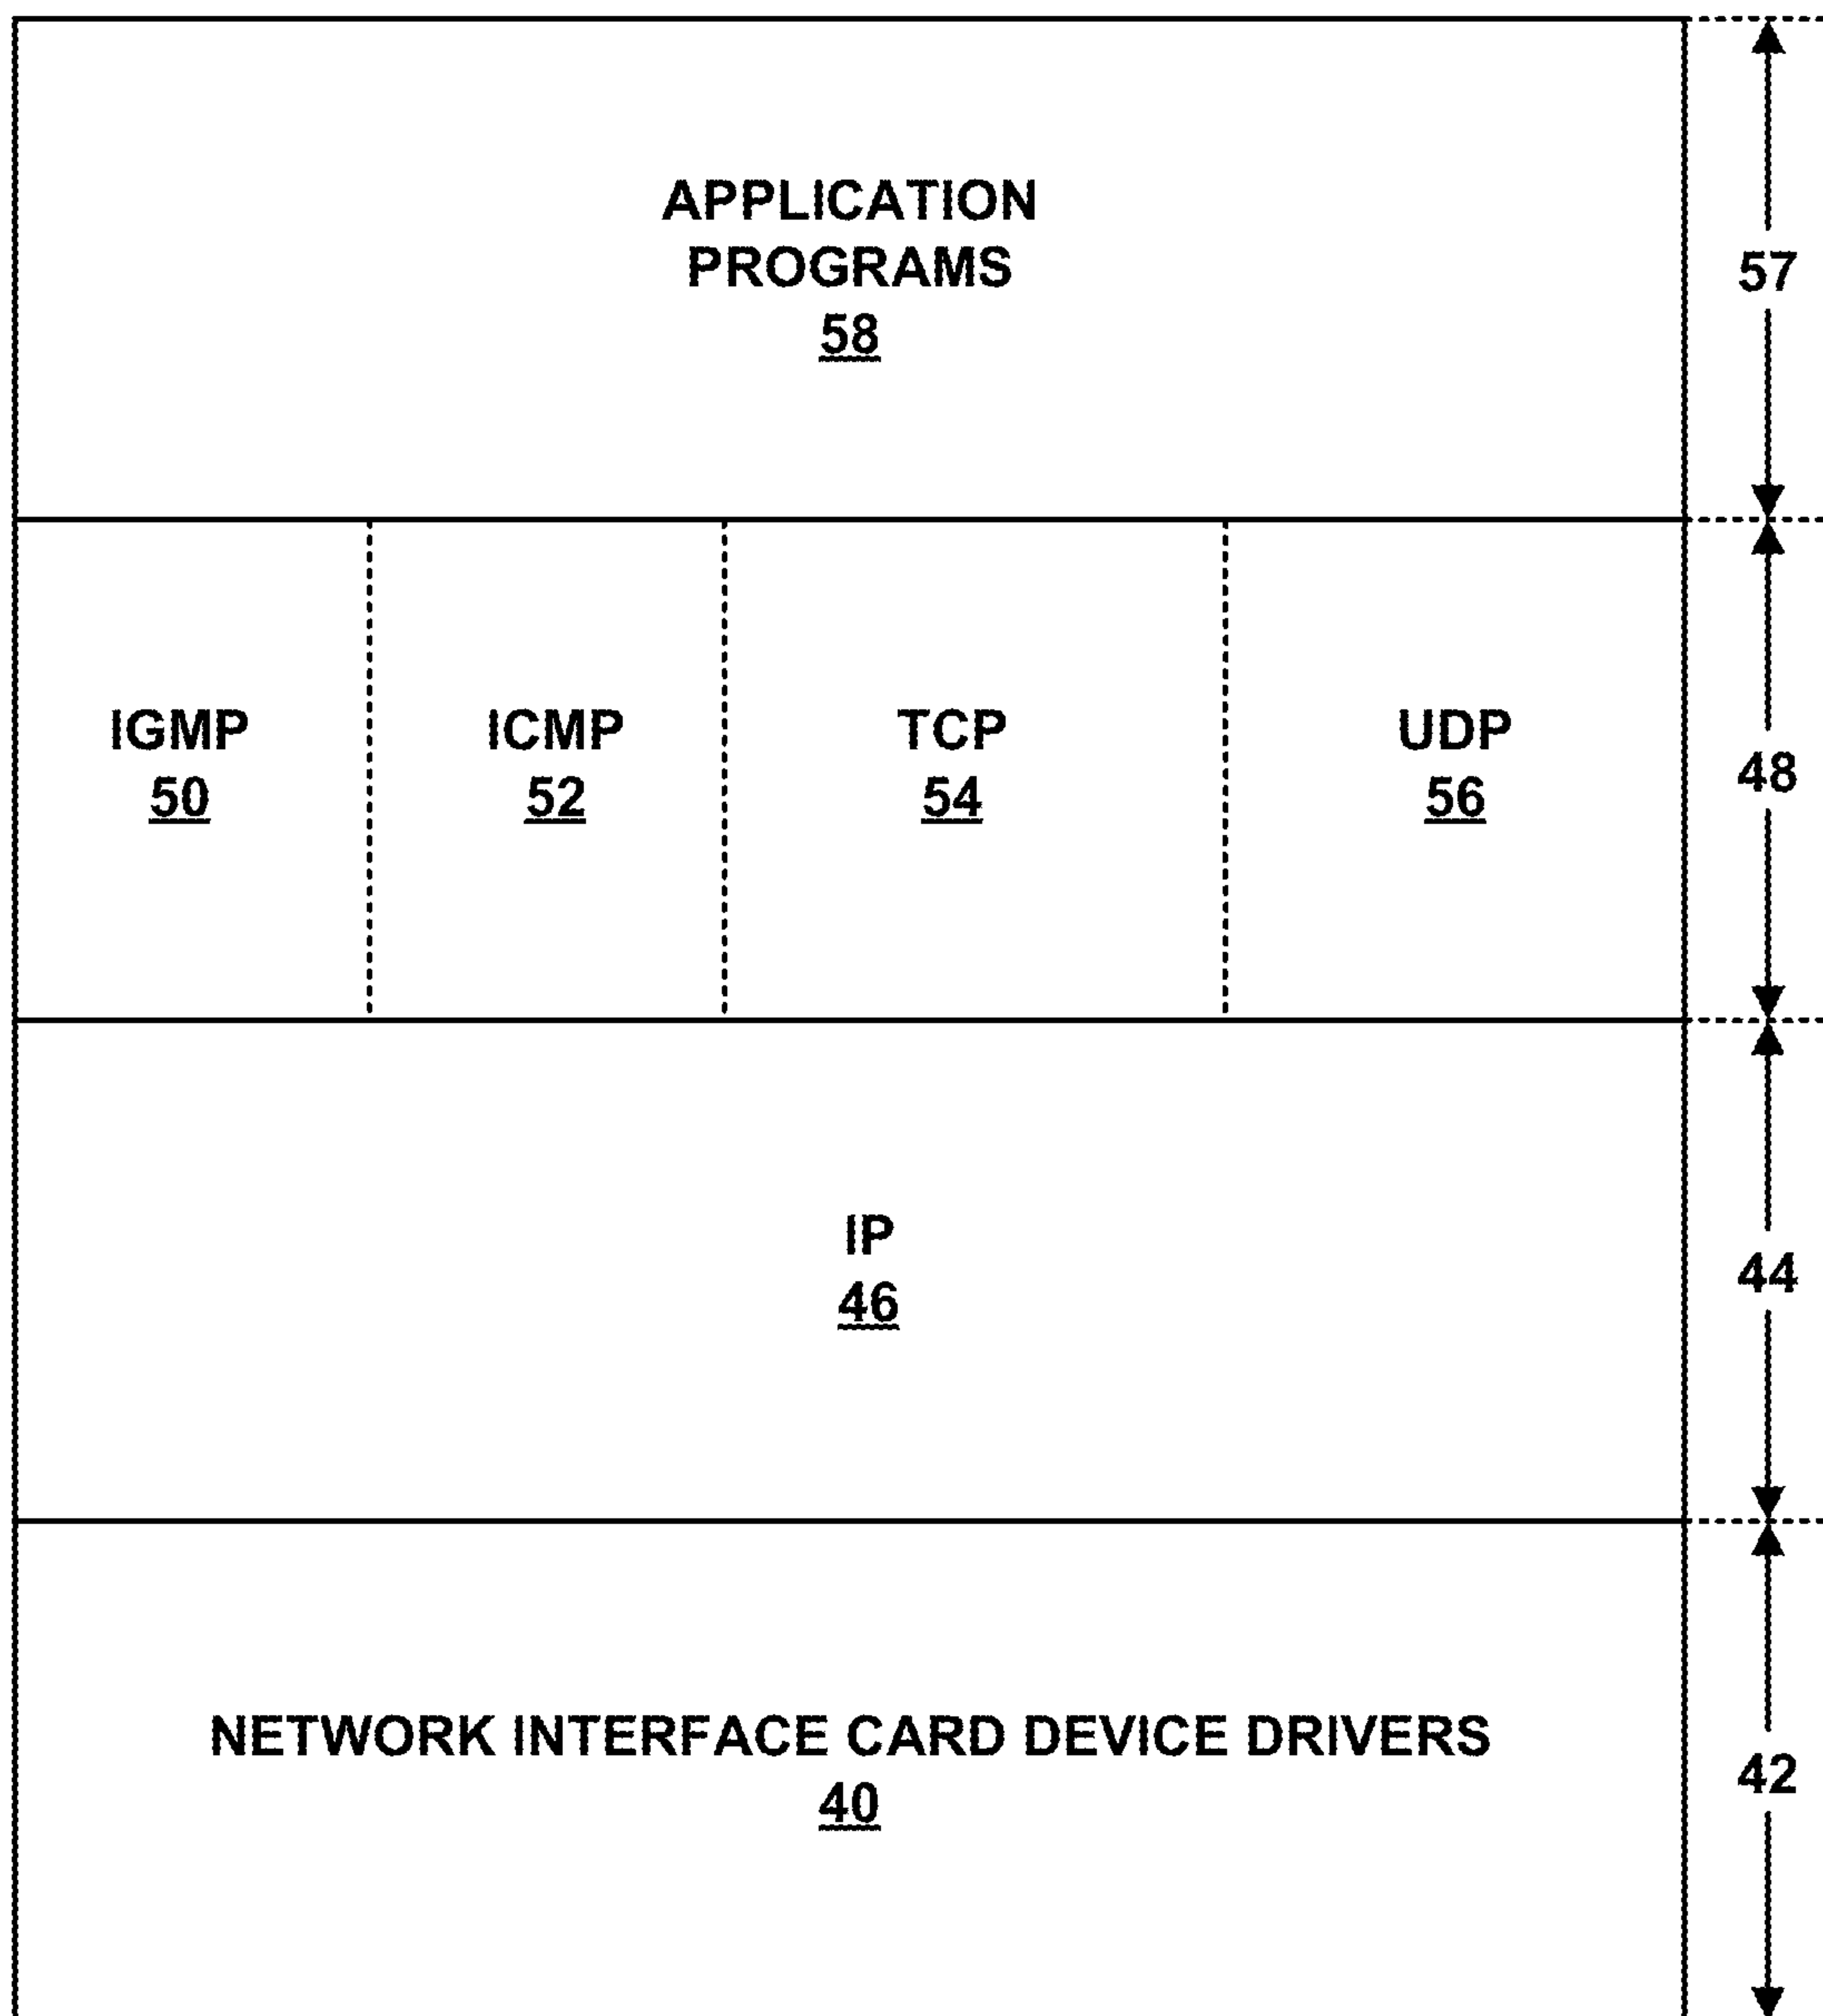 APPLICATION
PROGRAMS
58
57
IGMP
50
ICMP
52
TCP
54
UDP
56
48
IP
46
44
NETWORK INTERFACE CARD DEVICE DRIVERS
40
42